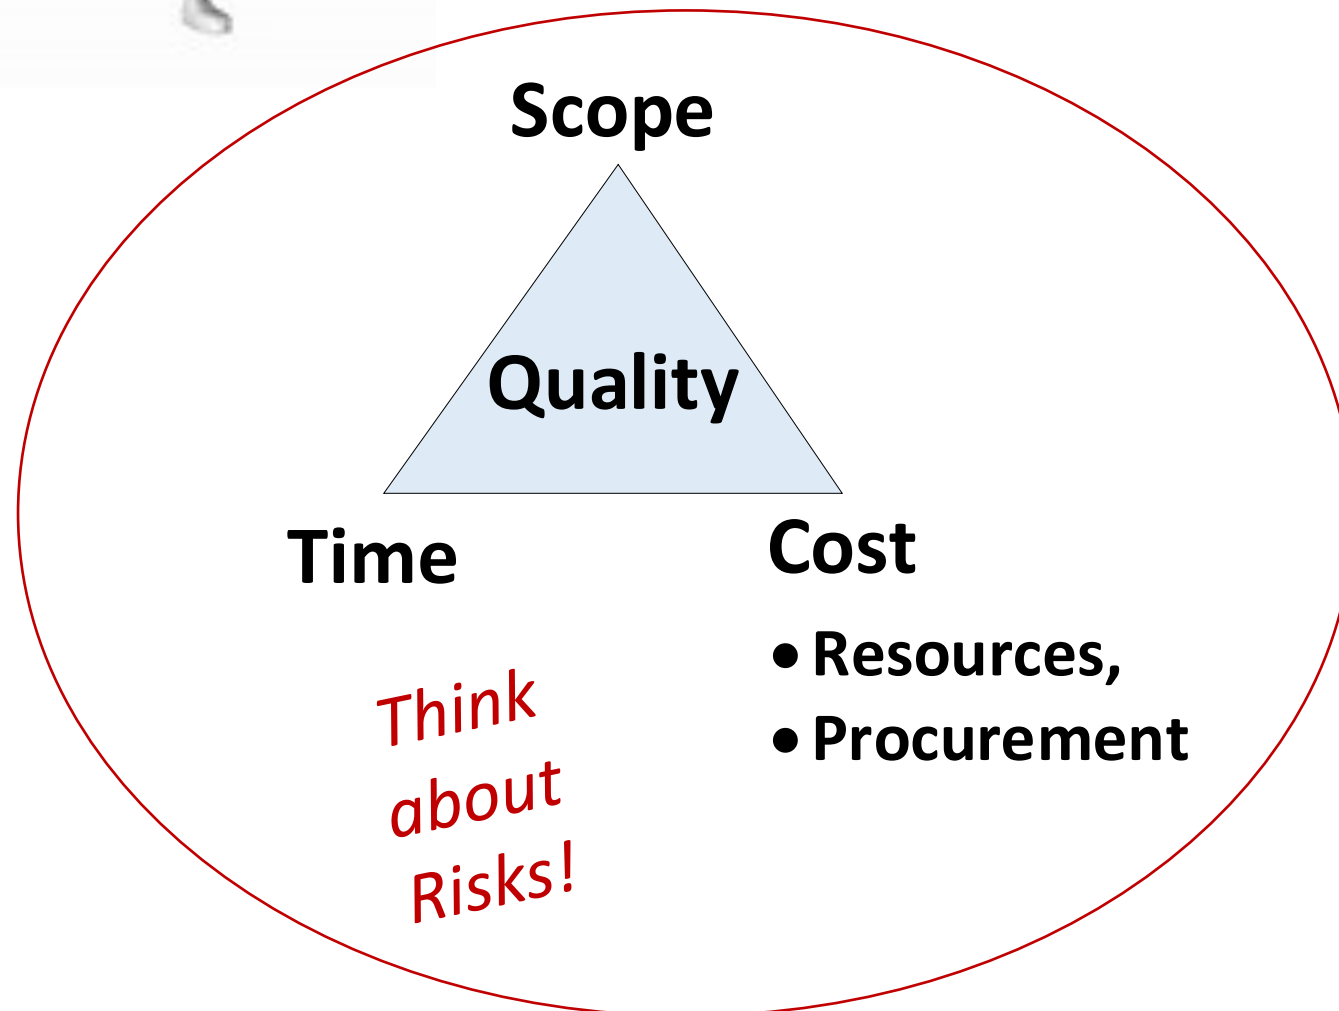 Scope
Quality
Time
Cost
• Resources,
• Procurement
Think
about
Risks!